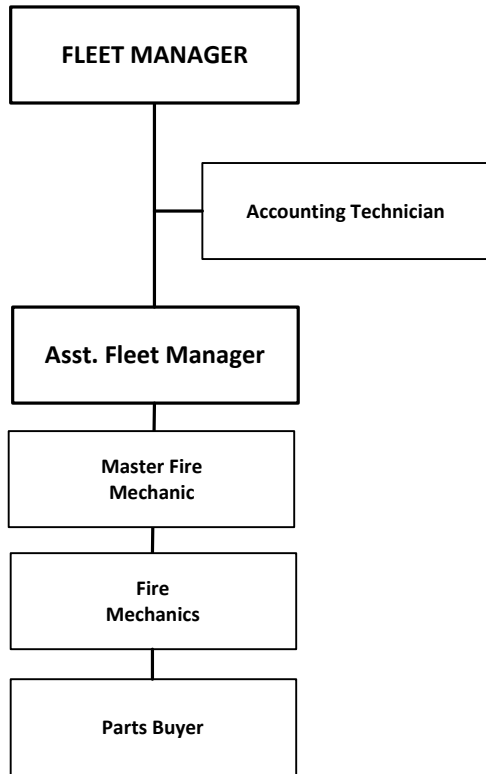 FLEET MANAGER
Accounting Technician
Asst. Fleet Manager
Master Fire
Mechanic
Fire
Mechanics
Parts Buyer